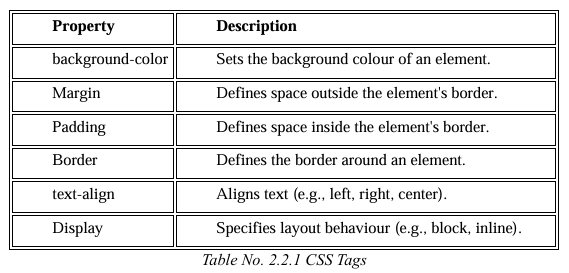 Property Description
background-color Sets the background colour of an element.
Margin Defines space outside the element's border.
Padding Defines space inside the element's border.
Border Defines the border around an element.
text-align Aligns text (e.g., left, right, center).
Display Specifies layout behaviour (e.g., block, inline).
Table No. 2.2.1 CSS Tags